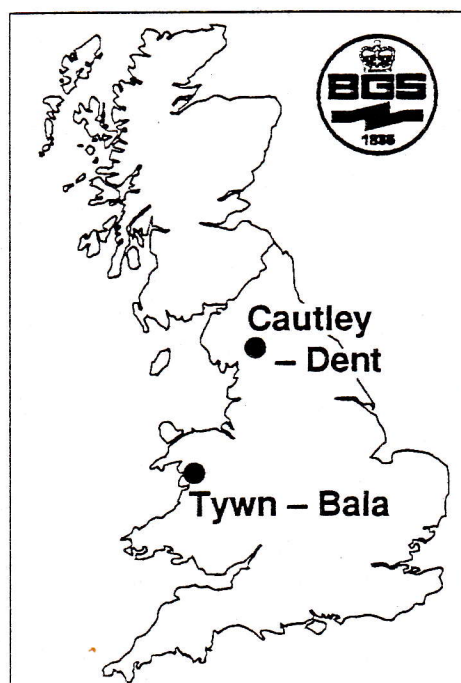 BGS
1835
Cautley
– Dent
Tywn – Bala